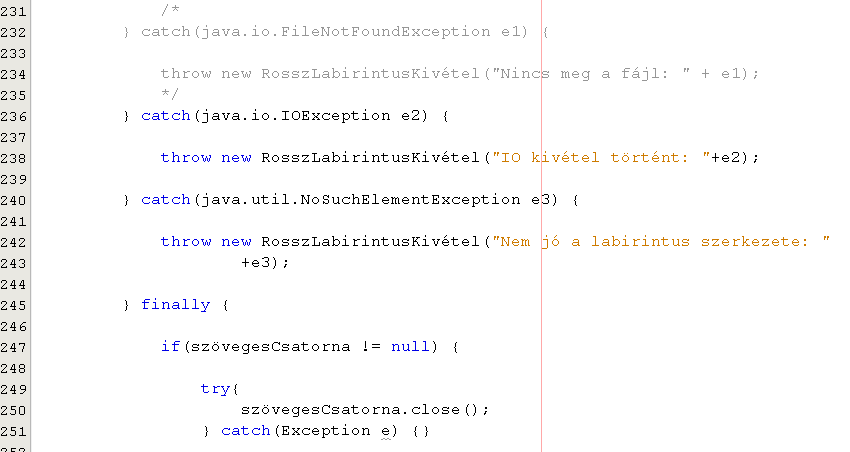 231 /*
232 } catch(java.io.FileNotFoundException e1) {
233
234 throw new RosszLabirintusKivétel("Nincs meg a fájl: " + e1);
235 */
236 } catch(java.io.IOException e2) {
237
238 throw new RosszLabirintusKivétel("IO kivétel történt: "+e2);
239
240 } catch(java.util.NoSuchElementException e3) {
241
242 throw new RosszLabirintusKivétel("Nem jó a labirintus szerkezete: "
243 +e3);
244
245 } finally {
246
247 if(szövegesCsatorna != null) {
248
249 try{
250 szövegesCsatorna.close();
251 } catch(Exception e) {}